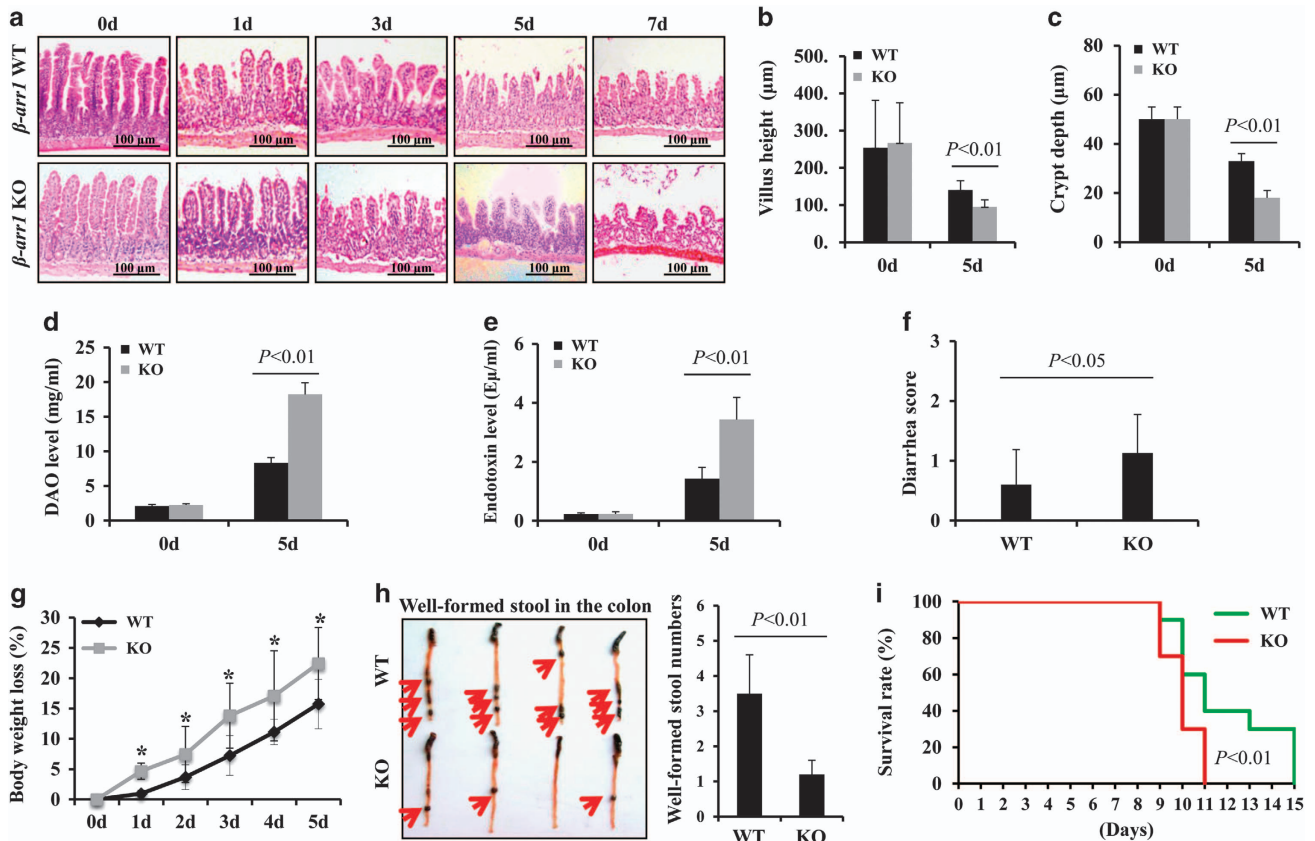 a
0d 1d 3d 5d 7d
β-arr1 WT
100 µm 100 µm 100 µm 100 µm 100 µm
β-arr1 KO
100 µm 100 µm 100 µm 100 µm 100 µm
b
WT
KO
Villus height (µm)
500.
400.
300.
200.
100.
0.
P<0.01
0d 5d
c
WT
KO
Crypt depth (µm)
80
60
40
20
0
P<0.01
0d 5d
d
WT
KO
DAO level (mg/ml)
25
20
15
10
5
0
P<0.01
0d 5d
e
WT
KO
Endotoxin level (Eµ/ml)
6
4
2
0
P<0.01
0d 5d
f
Diarrhea score
3
2
1
0
P<0.05
WT KO
g
WT
KO
Body weight loss (%)
30
25
20
15
10
5
0
* * * * *
0d 1d 2d 3d 4d 5d
h
Well-formed stool in the colon
WT
KO
Well-formed stool numbers
6
5
4
3
2
1
0
P<0.01
WT KO
i
WT
KO
Survival rate (%)
100
80
60
40
20
0
P<0.01
0 1 2 3 4 5 6 7 8 9 10 11 12 13 14 15
(Days)